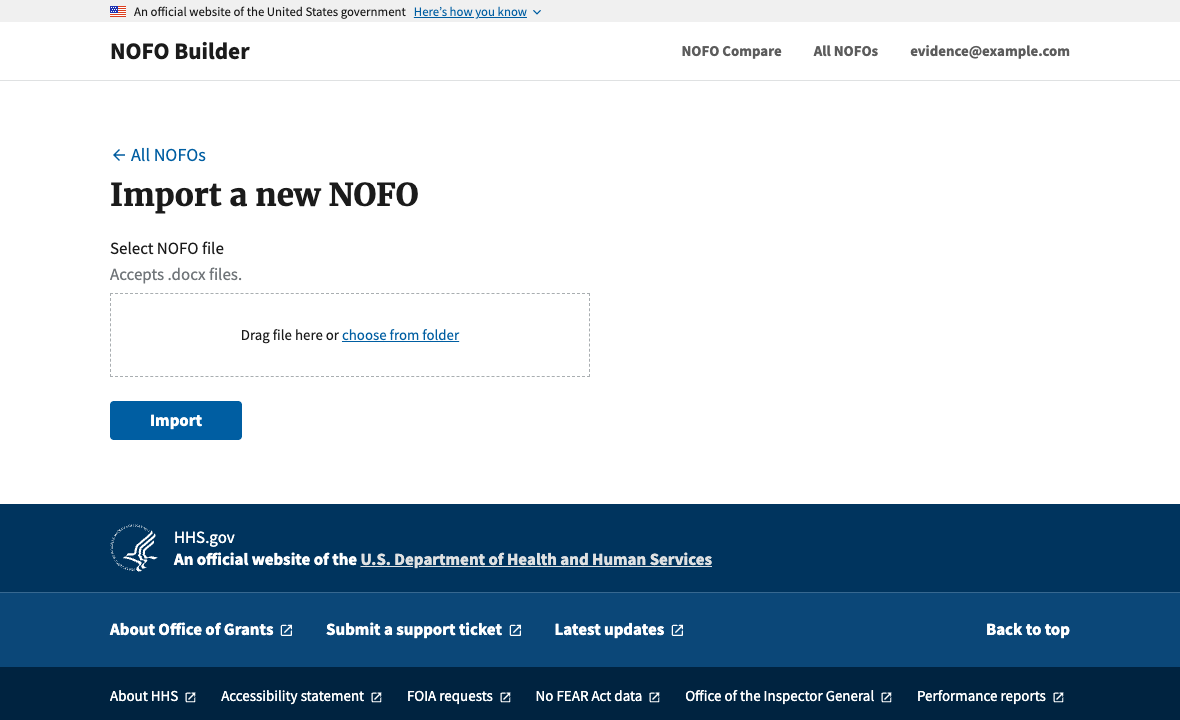 An official website of the United States government Here’s how you know
NOFO Builder NOFO Compare All NOFOs evidence@example.com
All NOFOs
Import a new NOFO
Select NOFO file
Accepts .docx files.
Drag file here or choose from folder
Import
HHS.gov
An official website of the U.S. Department of Health and Human Services
About Office of Grants Submit a support ticket Latest updates Back to top
About HHS Accessibility statement FOIA requests No FEAR Act data Office of the Inspector General Performance reports